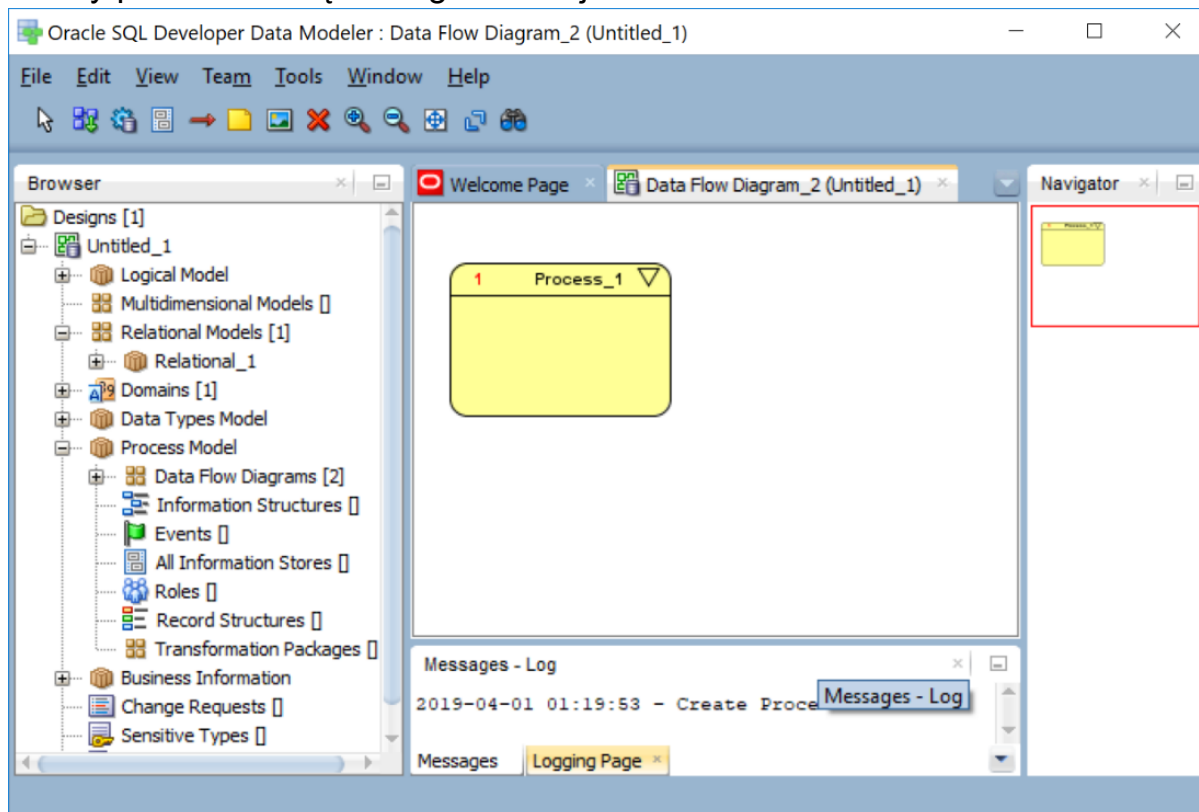 Oracle SQL Developer Data Modeler : Data Flow Diagram_2 (Untitled_1)
File Edit View Team Tools Window Help
Browser
Welcome Page
Data Flow Diagram_2 (Untitled_1)
Navigator
Designs [1]
Untitled_1
Logical Model
Multidimensional Models []
Relational Models [1]
Relational_1
Domains [1]
Data Types Model
Process Model
Data Flow Diagrams [2]
Information Structures []
Events []
All Information Stores []
Roles []
Record Structures []
Transformation Packages []
Business Information
Change Requests []
Sensitive Types []
1 Process_1
1 Process_1
Messages - Log
2019-04-01 01:19:53 - Create Proce
Messages - Log
Messages
Logging Page